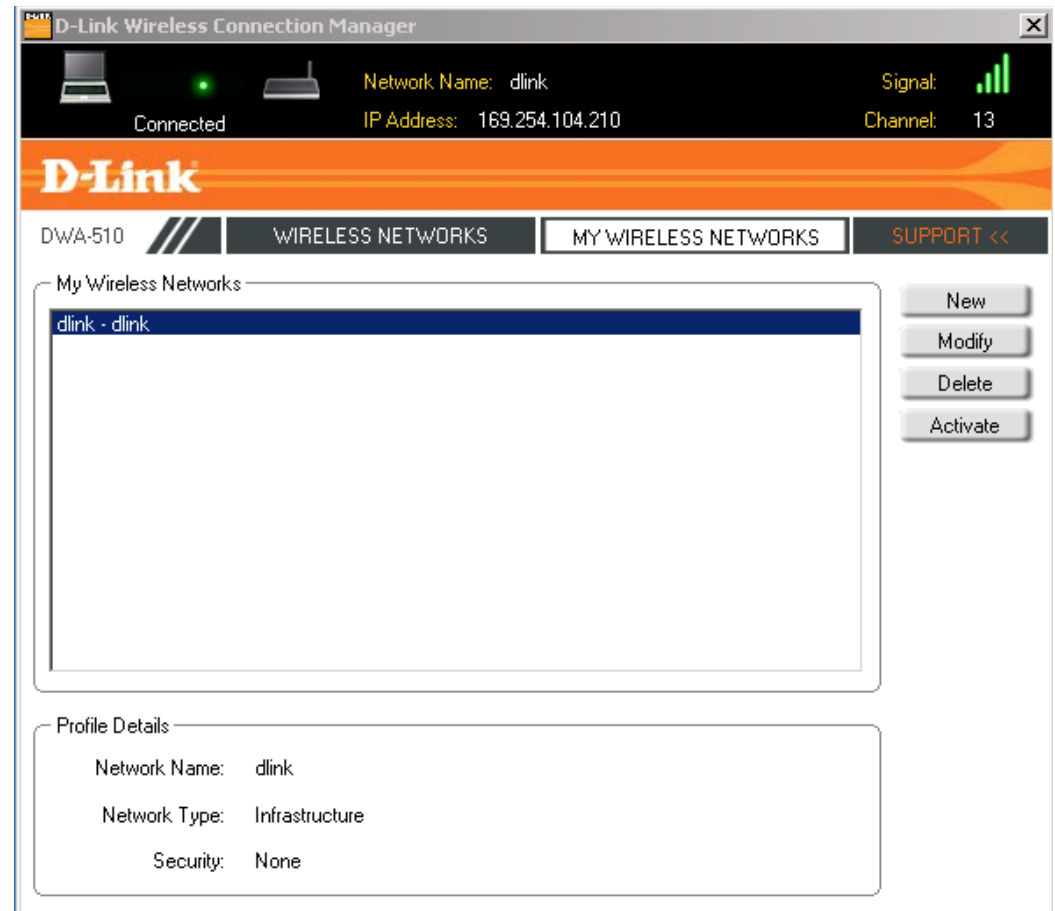 D-Link Wireless Connection Manager
Network Name: dlink Signal:
Connected IP Address: 169.254.104.210 Channel: 13
D-Link
DWA-510 WIRELESS NETWORKS MY WIRELESS NETWORKS SUPPORT <<
My Wireless Networks
dlink - dlink
New
Modify
Delete
Activate
Profile Details
Network Name: dlink
Network Type: Infrastructure
Security: None